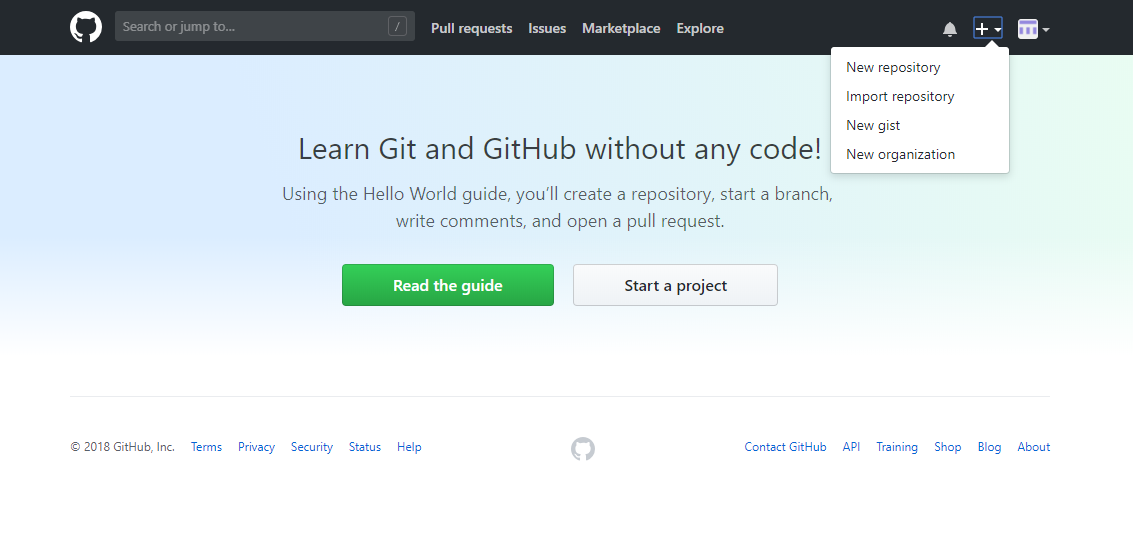 Search or jump to... /
Pull requests Issues Marketplace Explore
New repository
Import repository
New gist
New organization
Learn Git and GitHub without any code!
Using the Hello World guide, you’ll create a repository, start a branch,
write comments, and open a pull request.
Read the guide Start a project
© 2018 GitHub, Inc. Terms Privacy Security Status Help Contact GitHub API Training Shop Blog About